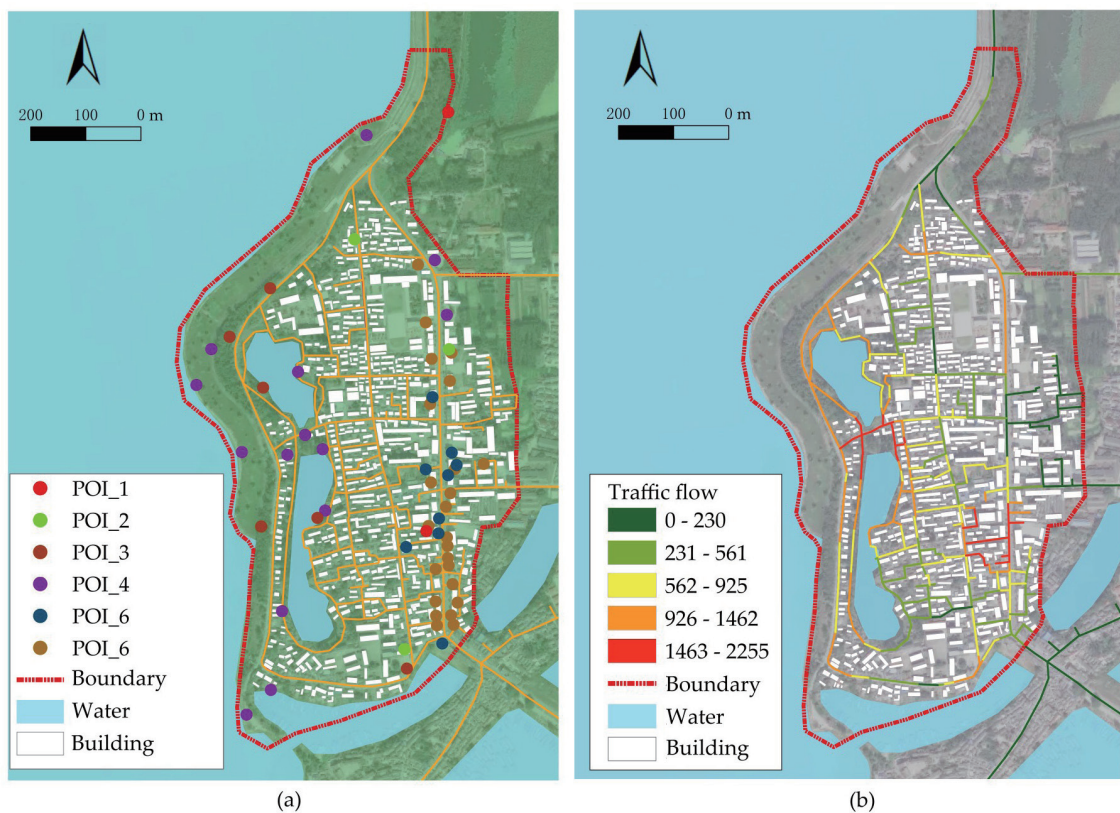 200 100 0 m
POI_1
POI_2
POI_3
POI_4
POI_6
POI_6
Boundary
Water
Building
(a)
200 100 0 m
Traffic flow
0 - 230
231 - 561
562 - 925
926 - 1462
1463 - 2255
Boundary
Water
Building
(b)